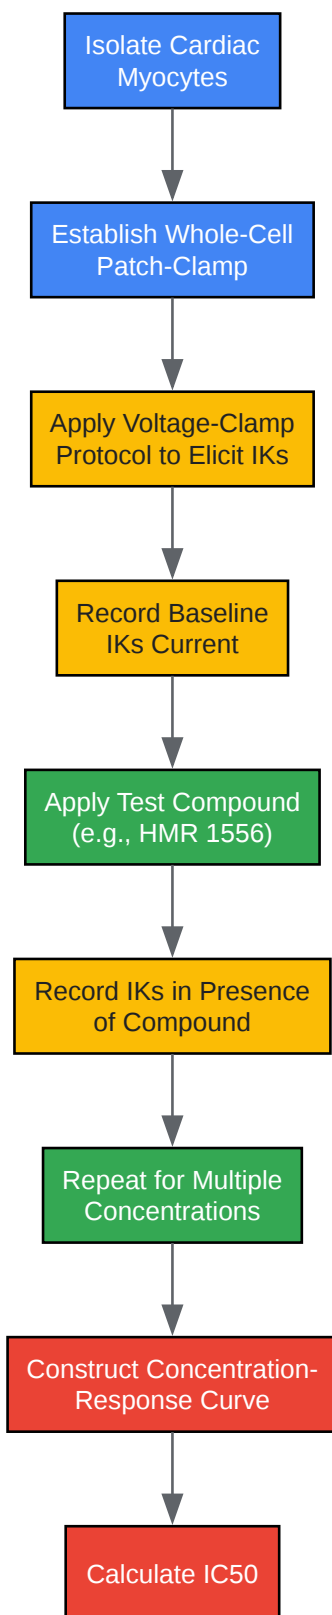 Isolate Cardiac
Myocytes
Establish Whole-Cell
Patch-Clamp
Apply Voltage-Clamp
Protocol to Elicit IKs
Record Baseline
IKs Current
Apply Test Compound
(e.g., HMR 1556)
Record IKs in Presence
of Compound
Repeat for Multiple
Concentrations
Construct Concentration-
Response Curve
Calculate IC50